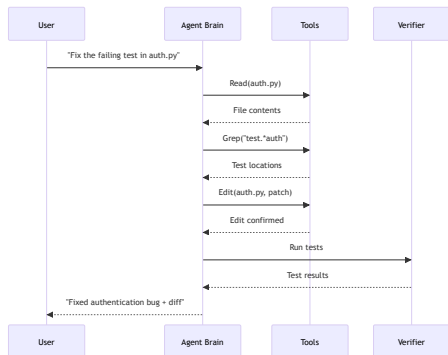 User Agent Brain Tools Verifier
"Fix the failing test in auth.py"
Read(auth.py)
File contents
Grep("test.*auth")
Test locations
Edit(auth.py, patch)
Edit confirmed
Run tests
Test results
"Fixed authentication bug + diff"
User Agent Brain Tools Verifier